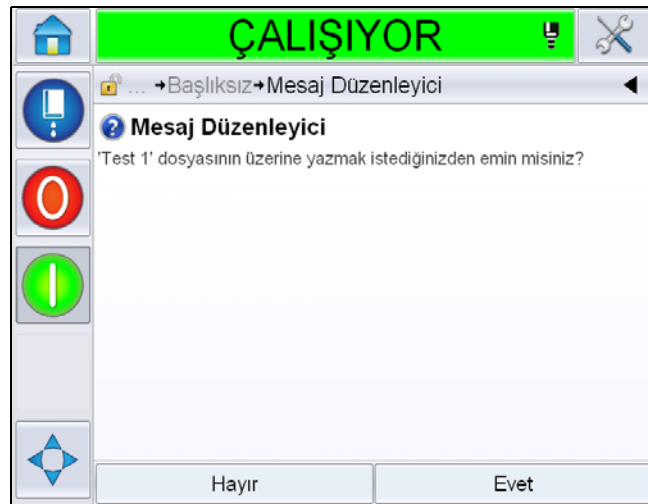 ÇALIŞIYOR
... →Başlıksız→Mesaj Düzenleyici
Mesaj Düzenleyici
'Test 1' dosyasının üzerine yazmak istediğinizden emin misiniz?
Hayır
Evet